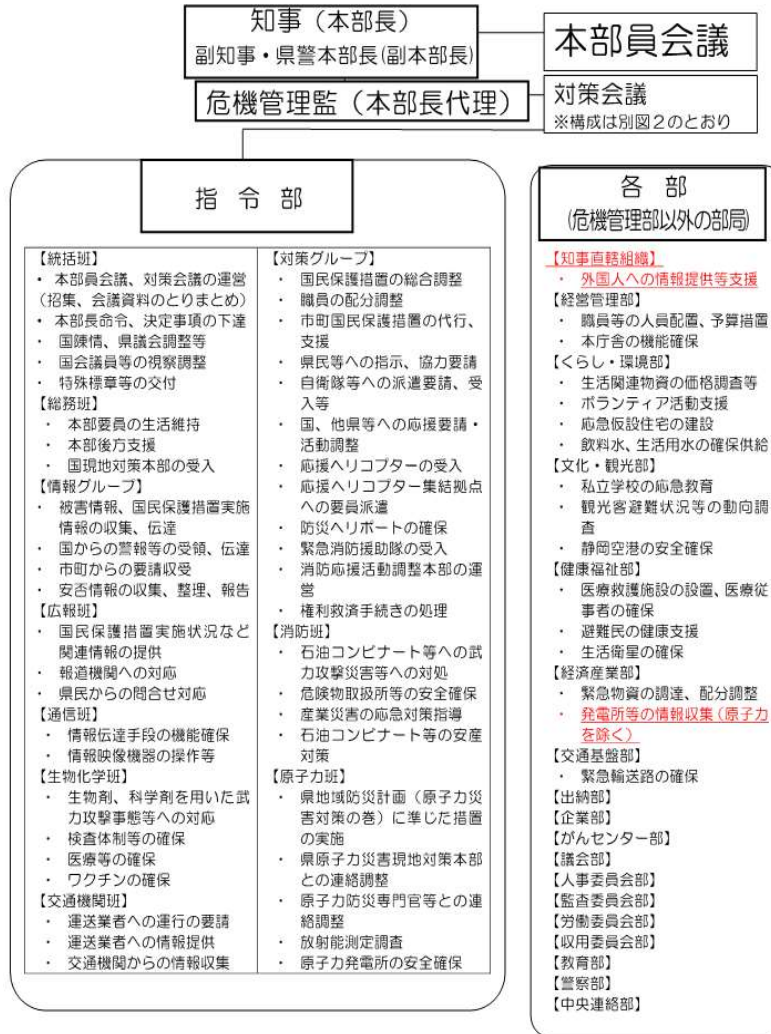 知事（本部長）
副知事・県警本部長(副本部長)
本部員会議
危機管理監（本部長代理）
対策会議
※構成は別図２のとおり
指 令 部
【統括班】
・ 本部員会議、対策会議の運営
（招集、会議資料のとりまとめ）
・ 本部長命令、決定事項の下達
・ 国陳情、県議会調整等
・ 国会議員等の視察調整
・ 特殊標章等の交付
【総務班】
・ 本部要員の生活維持
・ 本部後方支援
・ 国現地対策本部の受入
【情報グループ】
・ 被害情報、国民保護措置実施
情報の収集、伝達
・ 国からの警報等の受領、伝達
・ 市町からの要請収受
・ 安否情報の収集、整理、報告
【広報班】
・ 国民保護措置実施状況など
関連情報の提供
・ 報道機関への対応
・ 県民からの問合せ対応
【通信班】
・ 情報伝達手段の機能確保
・ 情報映像機器の操作等
【生物化学班】
・ 生物剤、科学剤を用いた武
力攻撃事態等への対応
・ 検査体制等の確保
・ 医療等の確保
・ ワクチンの確保
【交通機関班】
・ 運送業者への運行の要請
・ 運送業者への情報提供
・ 交通機関からの情報収集
【対策グループ】
・ 国民保護措置の総合調整
・ 職員の配分調整
・ 市町国民保護措置の代行、
支援
・ 県民等への指示、協力要請
・ 自衛隊等への派遣要請、受
入等
・ 国、他県等への応援要請・
活動調整
・ 応援ヘリコプターの受入
・ 応援ヘリコプター集結拠点
への要員派遣
・ 防災ヘリポートの確保
・ 緊急消防援助隊の受入
・ 消防応援活動調整本部の運
営
・ 権利救済手続きの処理
【消防班】
・ 石油コンビナート等への武
力攻撃災害等への対処
・ 危険物取扱所等の安全確保
・ 産業災害の応急対策指導
・ 石油コンビナート等の安産
対策
【原子力班】
・ 県地域防災計画（原子力災
害対策の巻）に準じた措置
の実施
・ 県原子力災害現地対策本部
との連絡調整
・ 原子力防災専門官等との連
絡調整
・ 放射能測定調査
・ 原子力発電所の安全確保
各 部
(危機管理部以外の部局)
【知事直轄組織】
・ 外国人への情報提供等支援
【経営管理部】
・ 職員等の人員配置、予算措置
・ 本庁舎の機能確保
【くらし・環境部】
・ 生活関連物資の価格調査等
・ ボランティア活動支援
・ 応急仮設住宅の建設
・ 飲料水、生活用水の確保供給
【文化・観光部】
・ 私立学校の応急教育
・ 観光客避難状況等の動向調
査
・ 静岡空港の安全確保
【健康福祉部】
・ 医療救護施設の設置、医療従
事者の確保
・ 避難民の健康支援
・ 生活衛星の確保
【経済産業部】
・ 緊急物資の調達、配分調整
・ 発電所等の情報収集（原子力
を除く）
【交通基盤部】
・ 緊急輸送路の確保
【出納部】
【企業部】
【がんセンター部】
【議会部】
【人事委員会部】
【監査委員会部】
【労働委員会部】
【収用委員会部】
【教育部】
【警察部】
【中央連絡部】